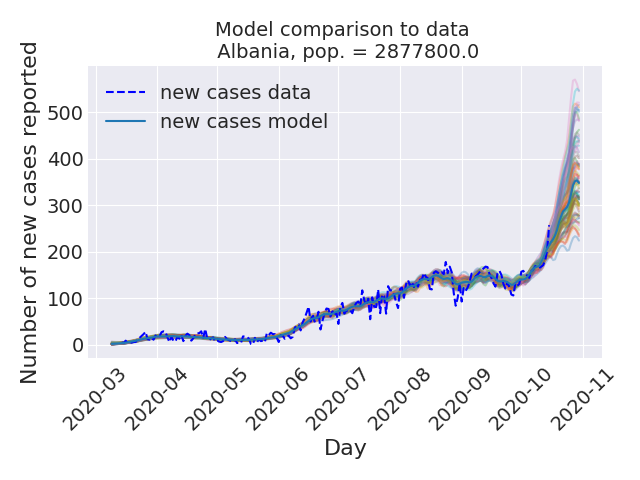 Model comparison to data
Albania, pop. = 2877800.0
Number of new cases reported
500
400
300
200
100
0
new cases data
new cases model
2020-03
2020-04
2020-05
2020-06
2020-07
2020-08
2020-09
2020-10
2020-11
Day